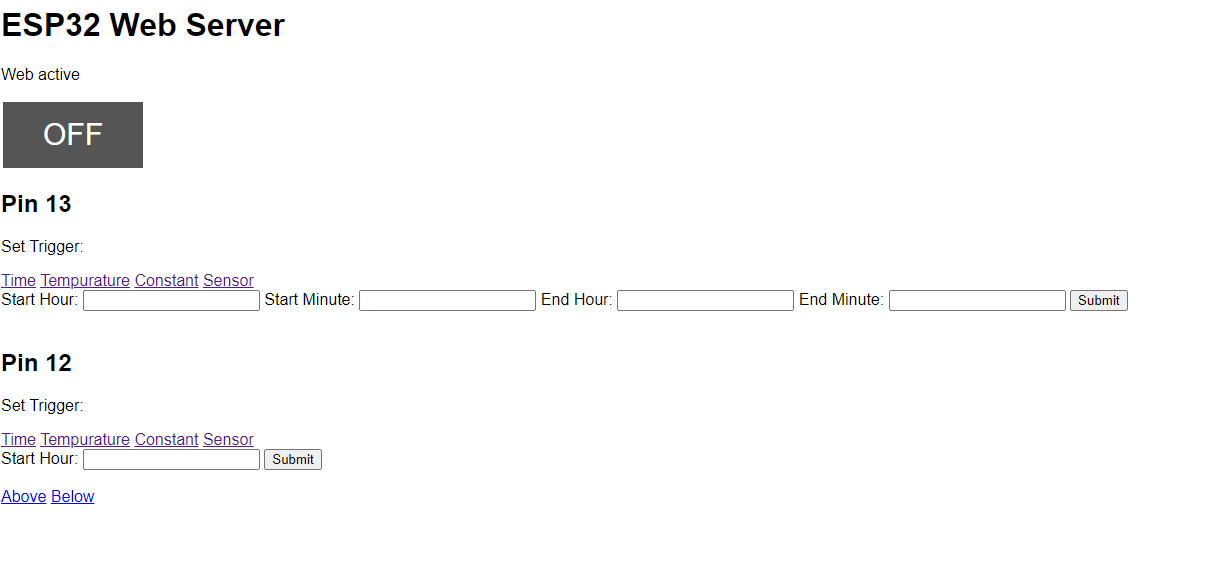 ESP32 Web Server
Web active
OFF
Pin 13
Set Trigger:
Time Tempurature Constant Sensor
Start Hour: Start Minute: End Hour: End Minute: Submit
Pin 12
Set Trigger:
Time Tempurature Constant Sensor
Start Hour: Submit
Above Below